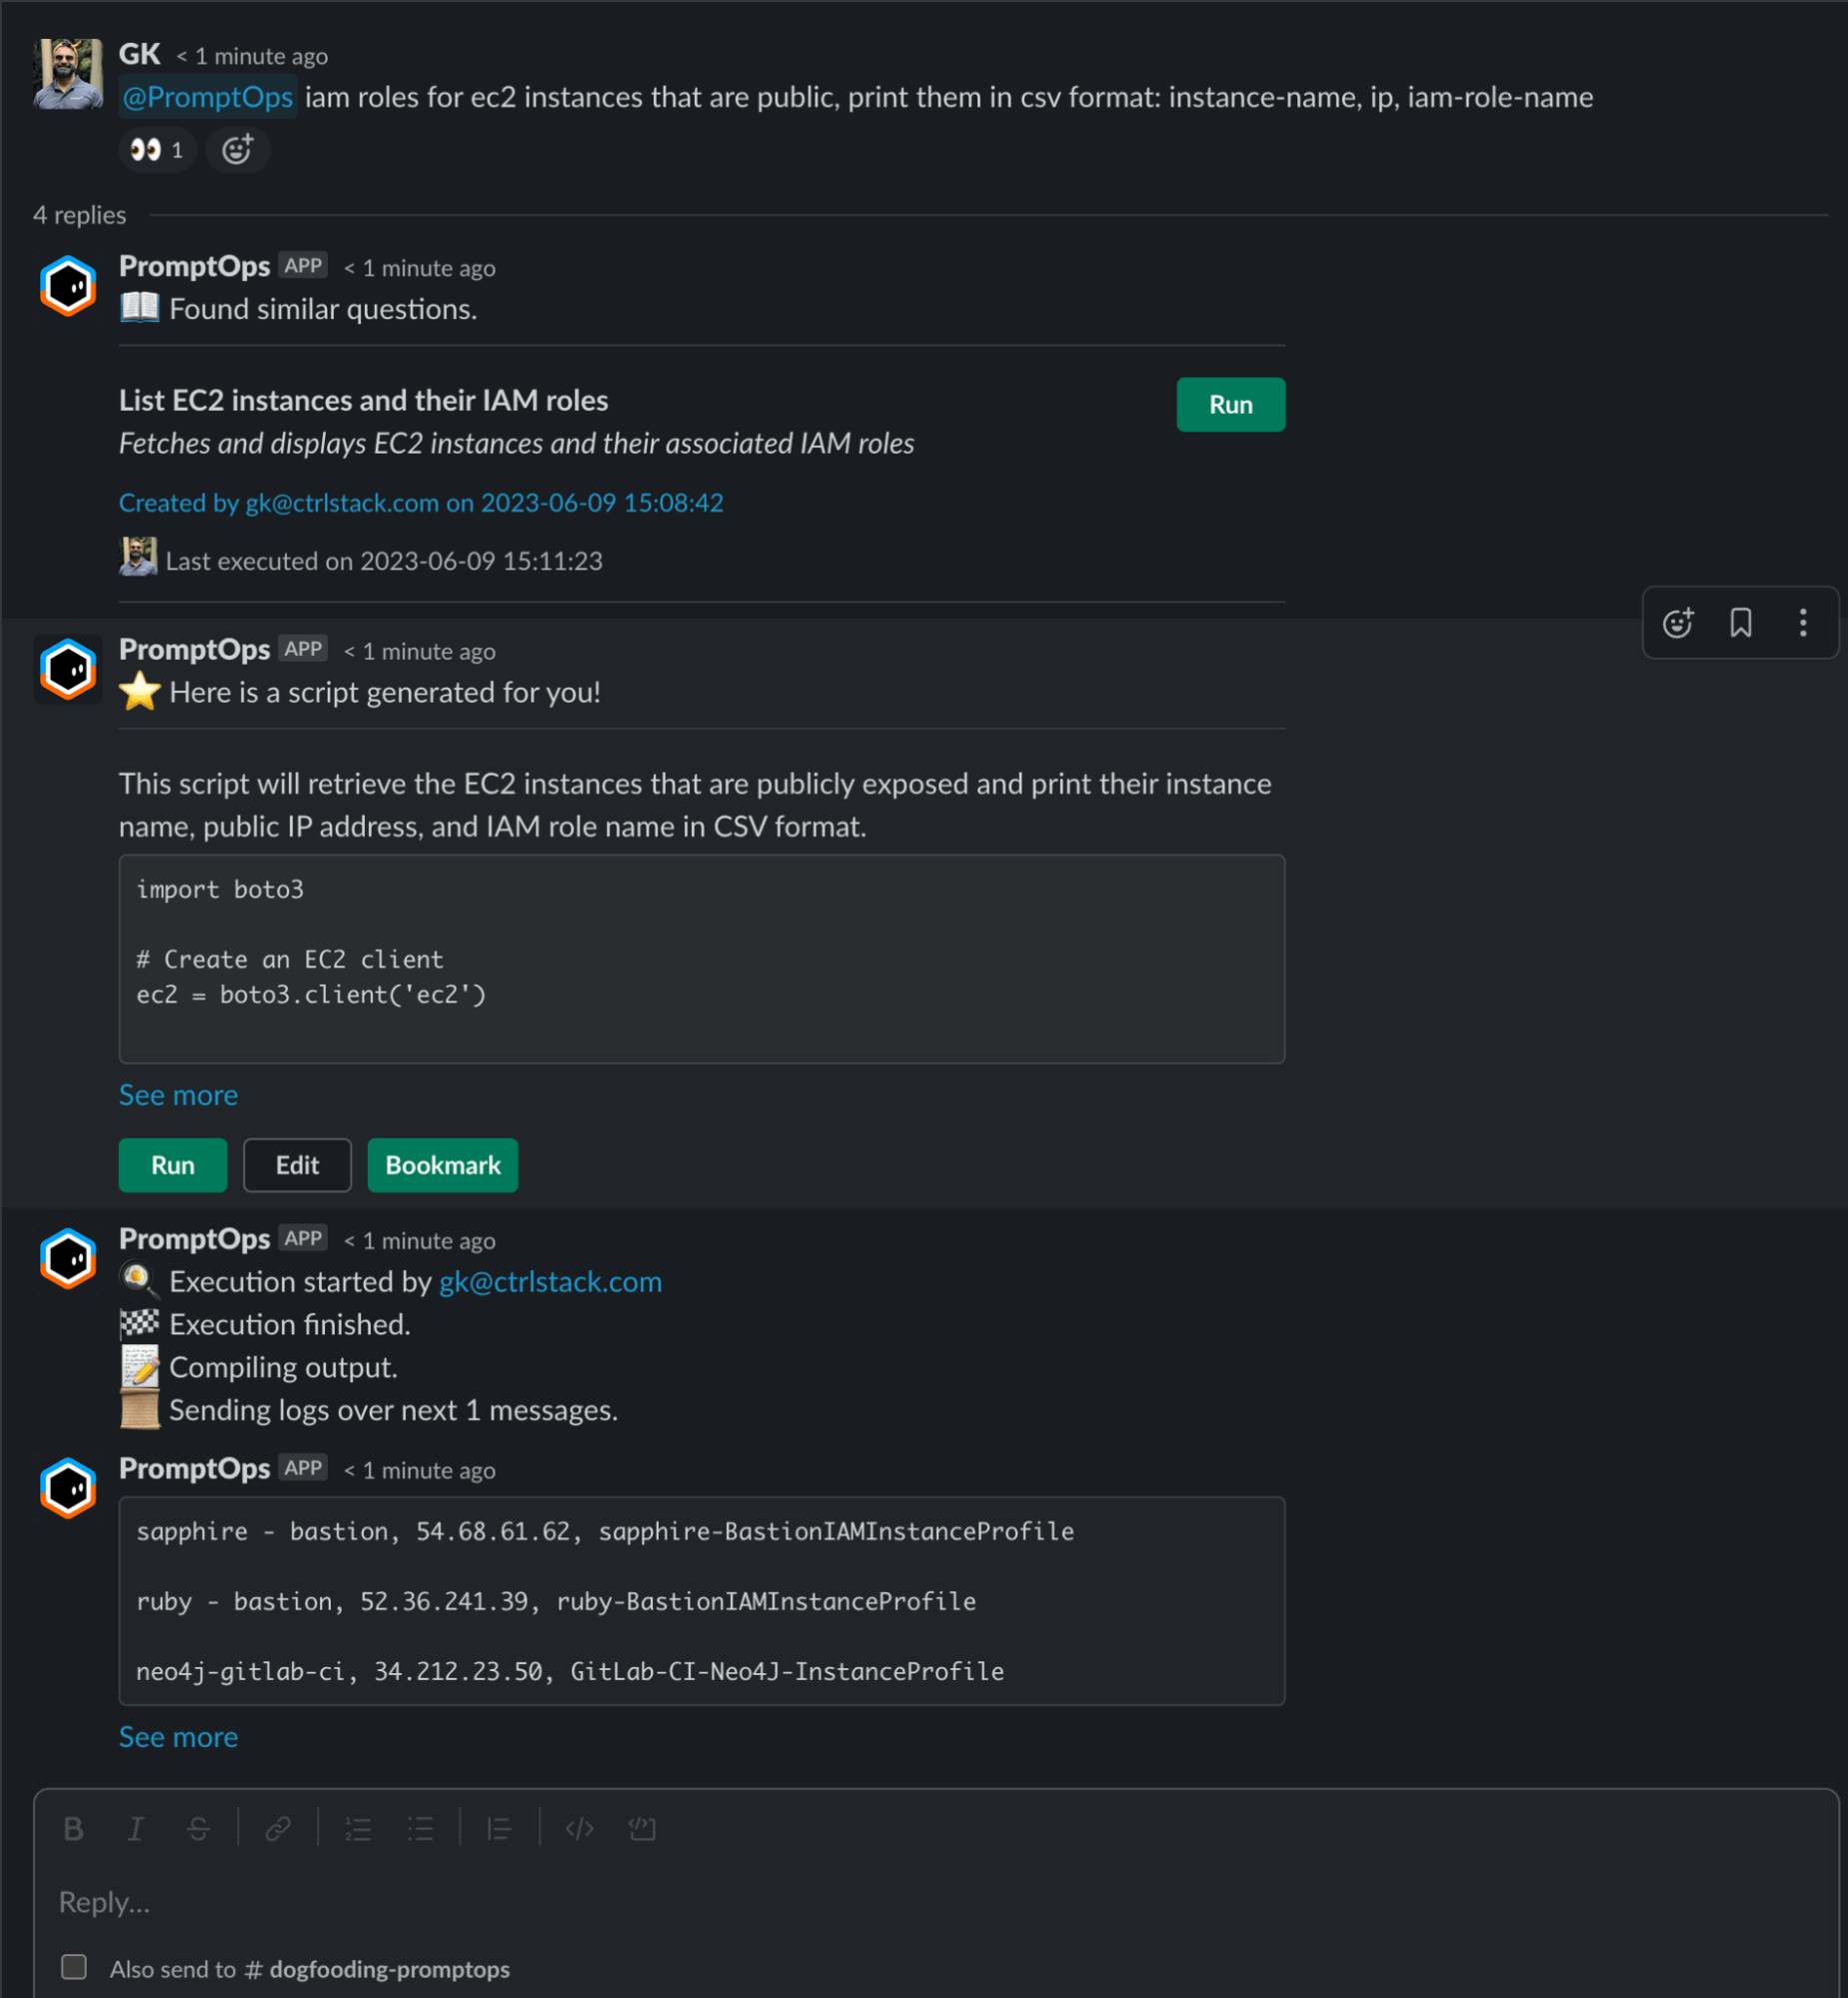 GK < 1 minute ago
@PromptOps iam roles for ec2 instances that are public, print them in csv format: instance-name, ip, iam-role-name
1
4 replies
PromptOps APP < 1 minute ago
Found similar questions.
List EC2 instances and their IAM roles
Run
Fetches and displays EC2 instances and their associated IAM roles
Created by gk@ctrlstack.com on 2023-06-09 15:08:42
Last executed on 2023-06-09 15:11:23
PromptOps APP < 1 minute ago
Here is a script generated for you!
This script will retrieve the EC2 instances that are publicly exposed and print their instance
name, public IP address, and IAM role name in CSV format.
import boto3
# Create an EC2 client
ec2 = boto3.client('ec2')
See more
Run Edit Bookmark
PromptOps APP < 1 minute ago
Execution started by gk@ctrlstack.com
Execution finished.
Compiling output.
Sending logs over next 1 messages.
PromptOps APP < 1 minute ago
sapphire - bastion, 54.68.61.62, sapphire-BastionIAMInstanceProfile
ruby - bastion, 52.36.241.39, ruby-BastionIAMInstanceProfile
neo4j-gitlab-ci, 34.212.23.50, GitLab-CI-Neo4J-InstanceProfile
See more
Reply...
Also send to # dogfooding-promptops